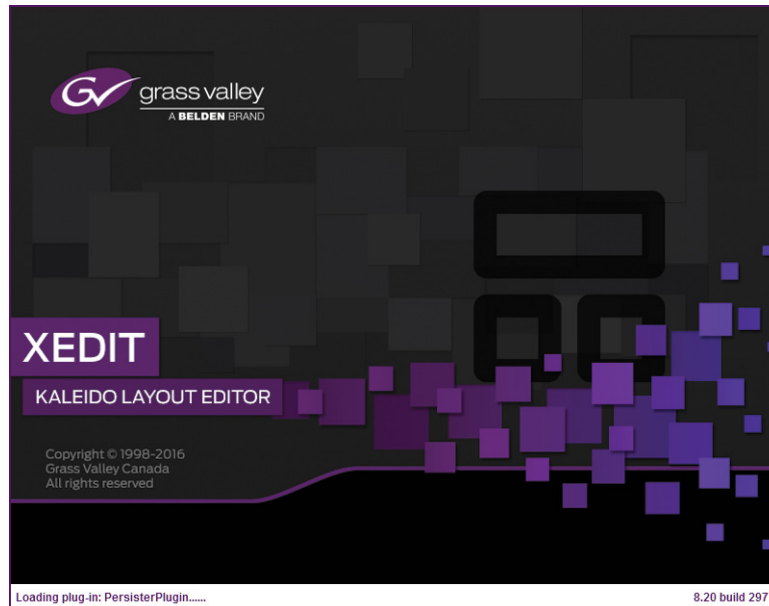 GV
grass valley
A BELDEN BRAND
XEDIT
KALEIDO LAYOUT EDITOR
Copyright © 1998-2016
Grass Valley Canada
All rights reserved
Loading plug-in: PersisterPlugin...... 8.20 build 297